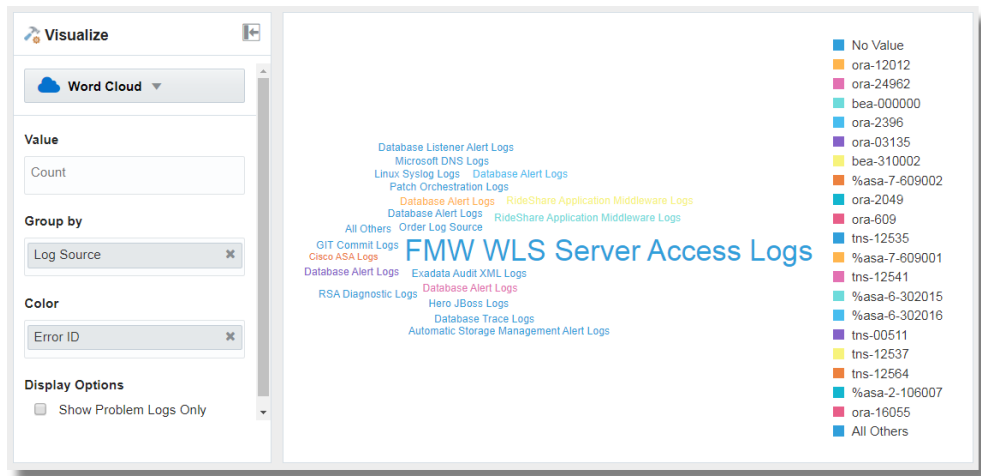 Visualize
Word Cloud
Value
Count
Group by
Log Source
Color
Error ID
Display Options
Show Problem Logs Only
Database Listener Alert Logs
Microsoft DNS Logs
Linux Syslog Logs Database Alert Logs
Patch Orchestration Logs
Database Alert Logs RideShare Application Middleware Logs
Database Alert Logs RideShare Application Middleware Logs
All Others Order Log Source
GIT Commit Logs FMW WLS Server Access Logs
Cisco ASA Logs
Database Alert Logs Exadata Audit XML Logs
RSA Diagnostic Logs Database Alert Logs
Hero JBoss Logs
Database Trace Logs
Automatic Storage Management Alert Logs
No Value
ora-12012
ora-24962
bea-000000
ora-2396
ora-03135
bea-310002
%asa-7-609002
ora-2049
ora-609
tns-12535
%asa-7-609001
tns-12541
%asa-6-302015
%asa-6-302016
tns-00511
tns-12537
tns-12564
%asa-2-106007
ora-16055
All Others